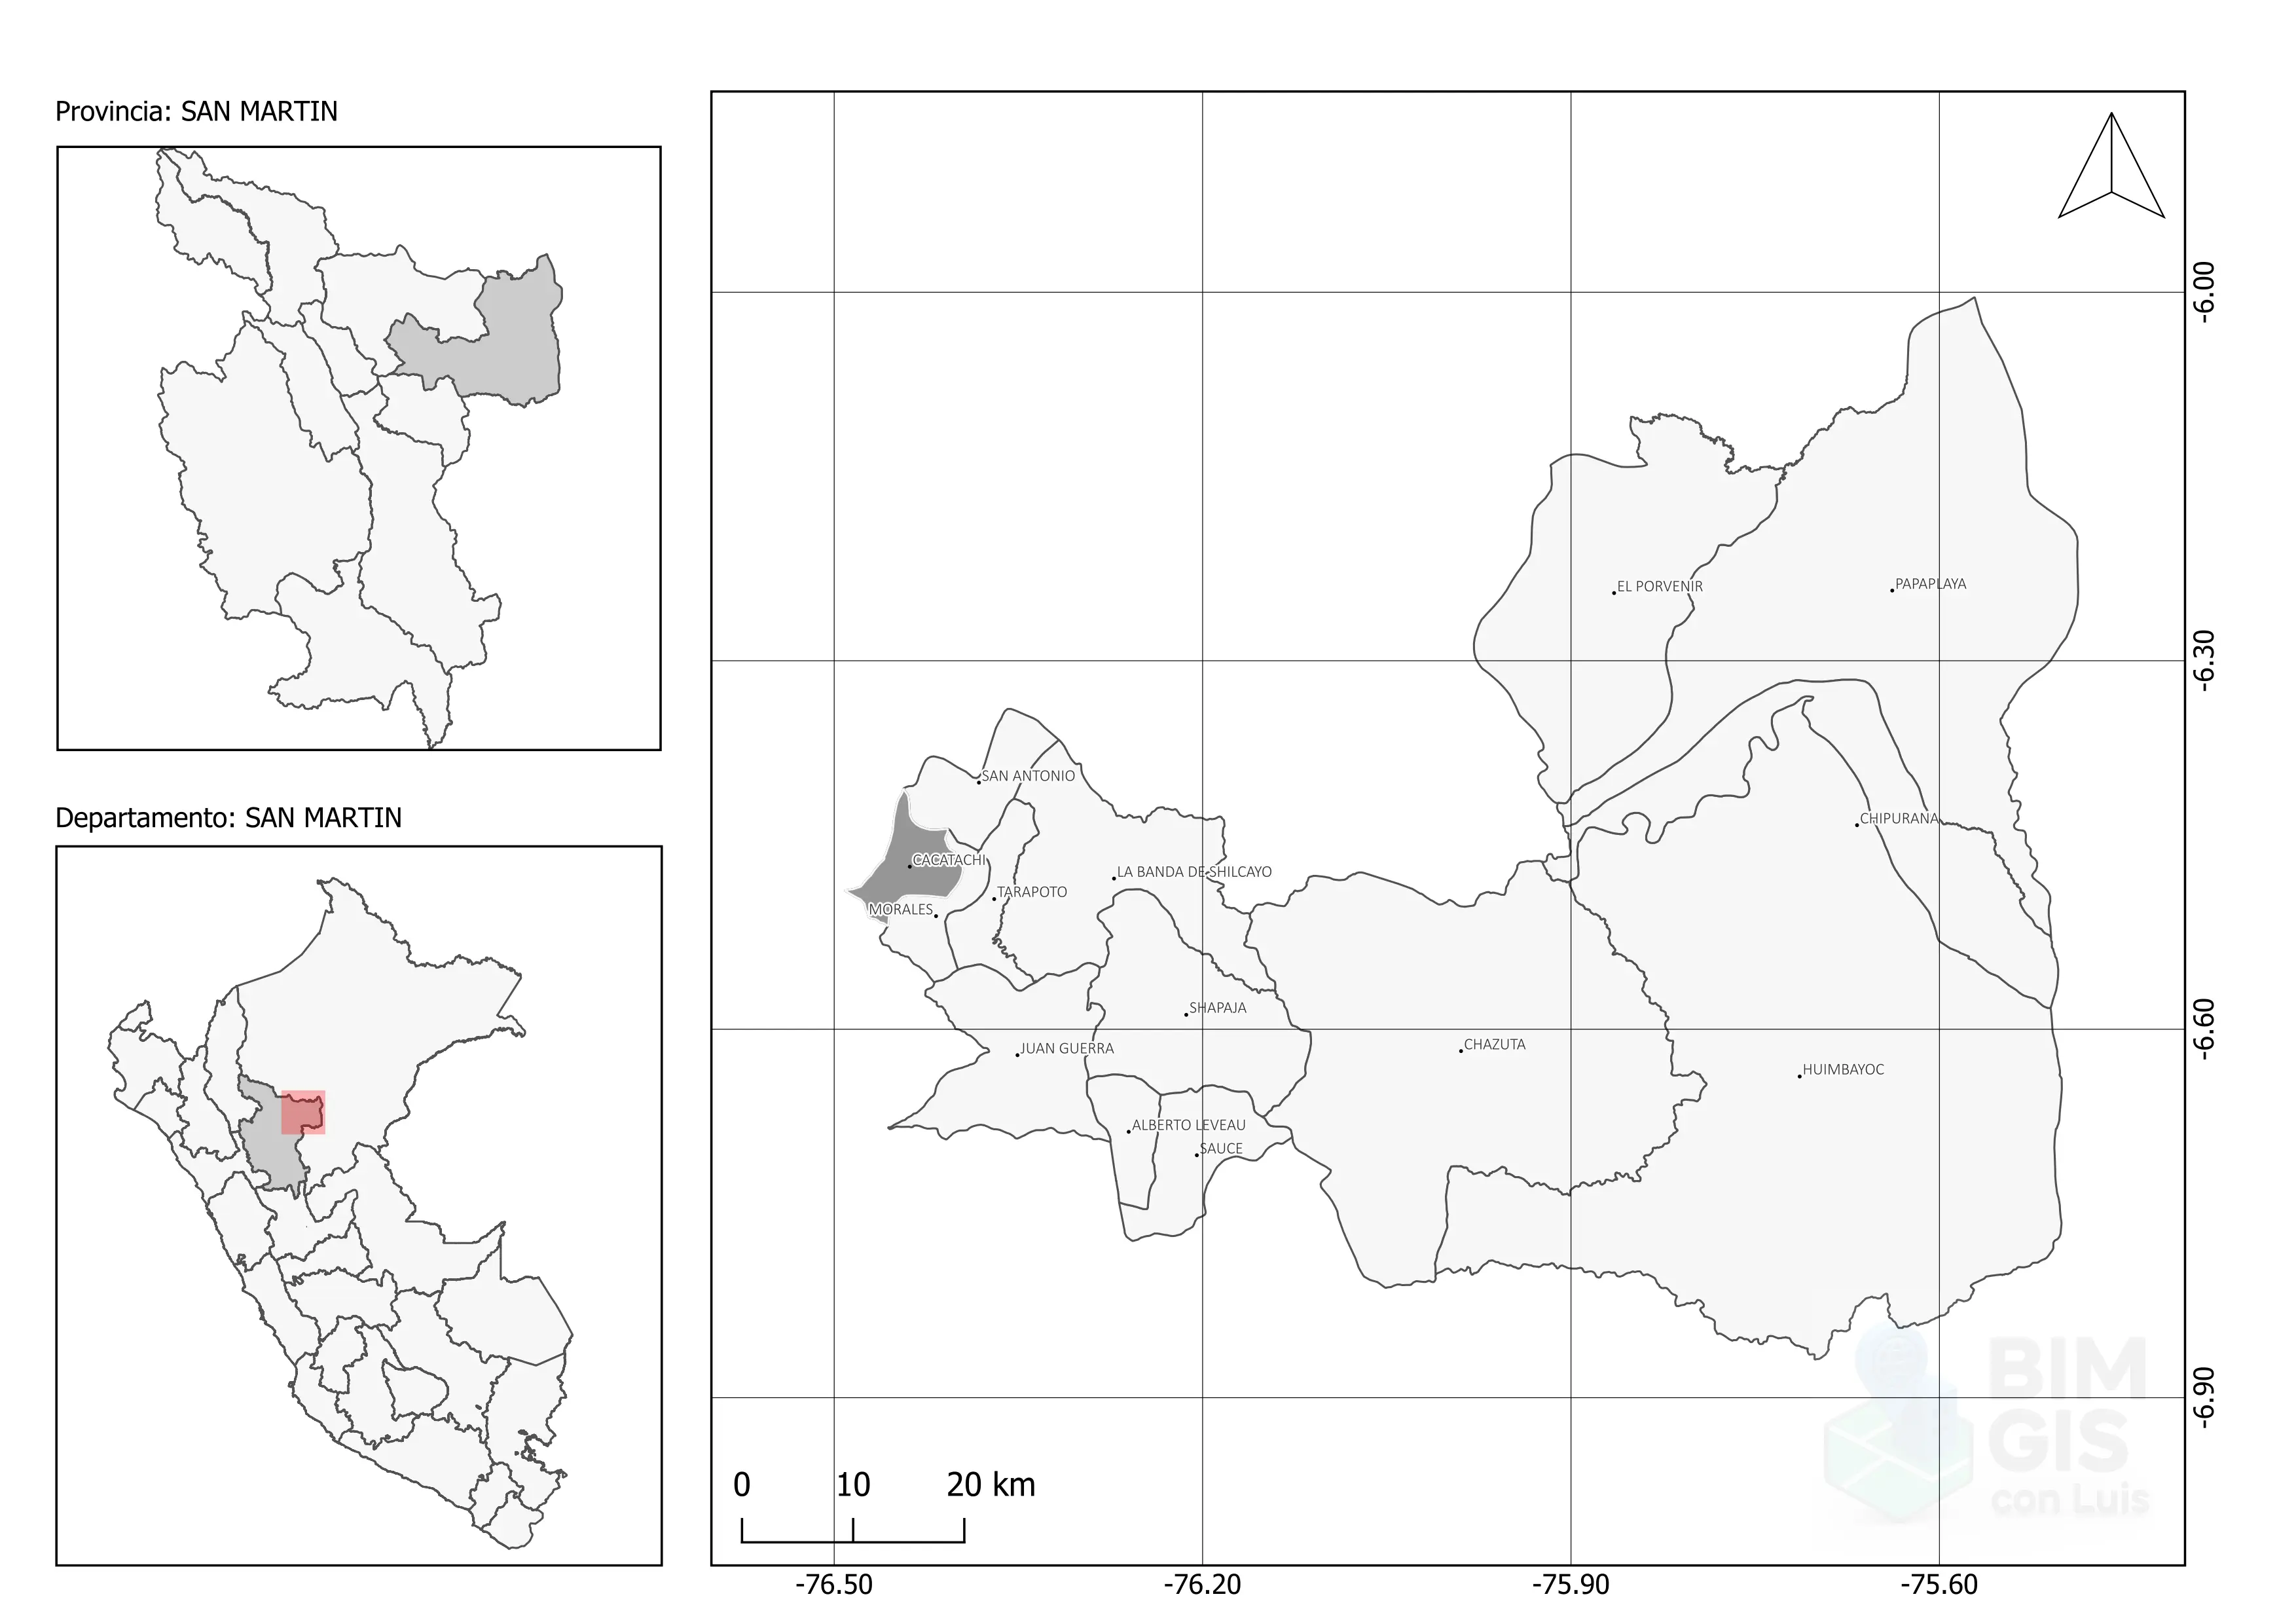 Provincia: SAN MARTIN
Departamento: SAN MARTIN
-6.00
EL PORVENIR
PAPAPLAYA
-6.30
SAN ANTONIO
CHIPURANA
CACATACHI
LA BANDA DE SHILCAYO
TARAPOTO
MORALES
SHAPAJA
-6.60
JUAN GUERRA
CHAZUTA
HUIMBAYOC
ALBERTO LEVEAU
SAUCE
-6.90
BIM
GIS
con Luis
0 10 20 km
-76.50 -76.20 -75.90 -75.60